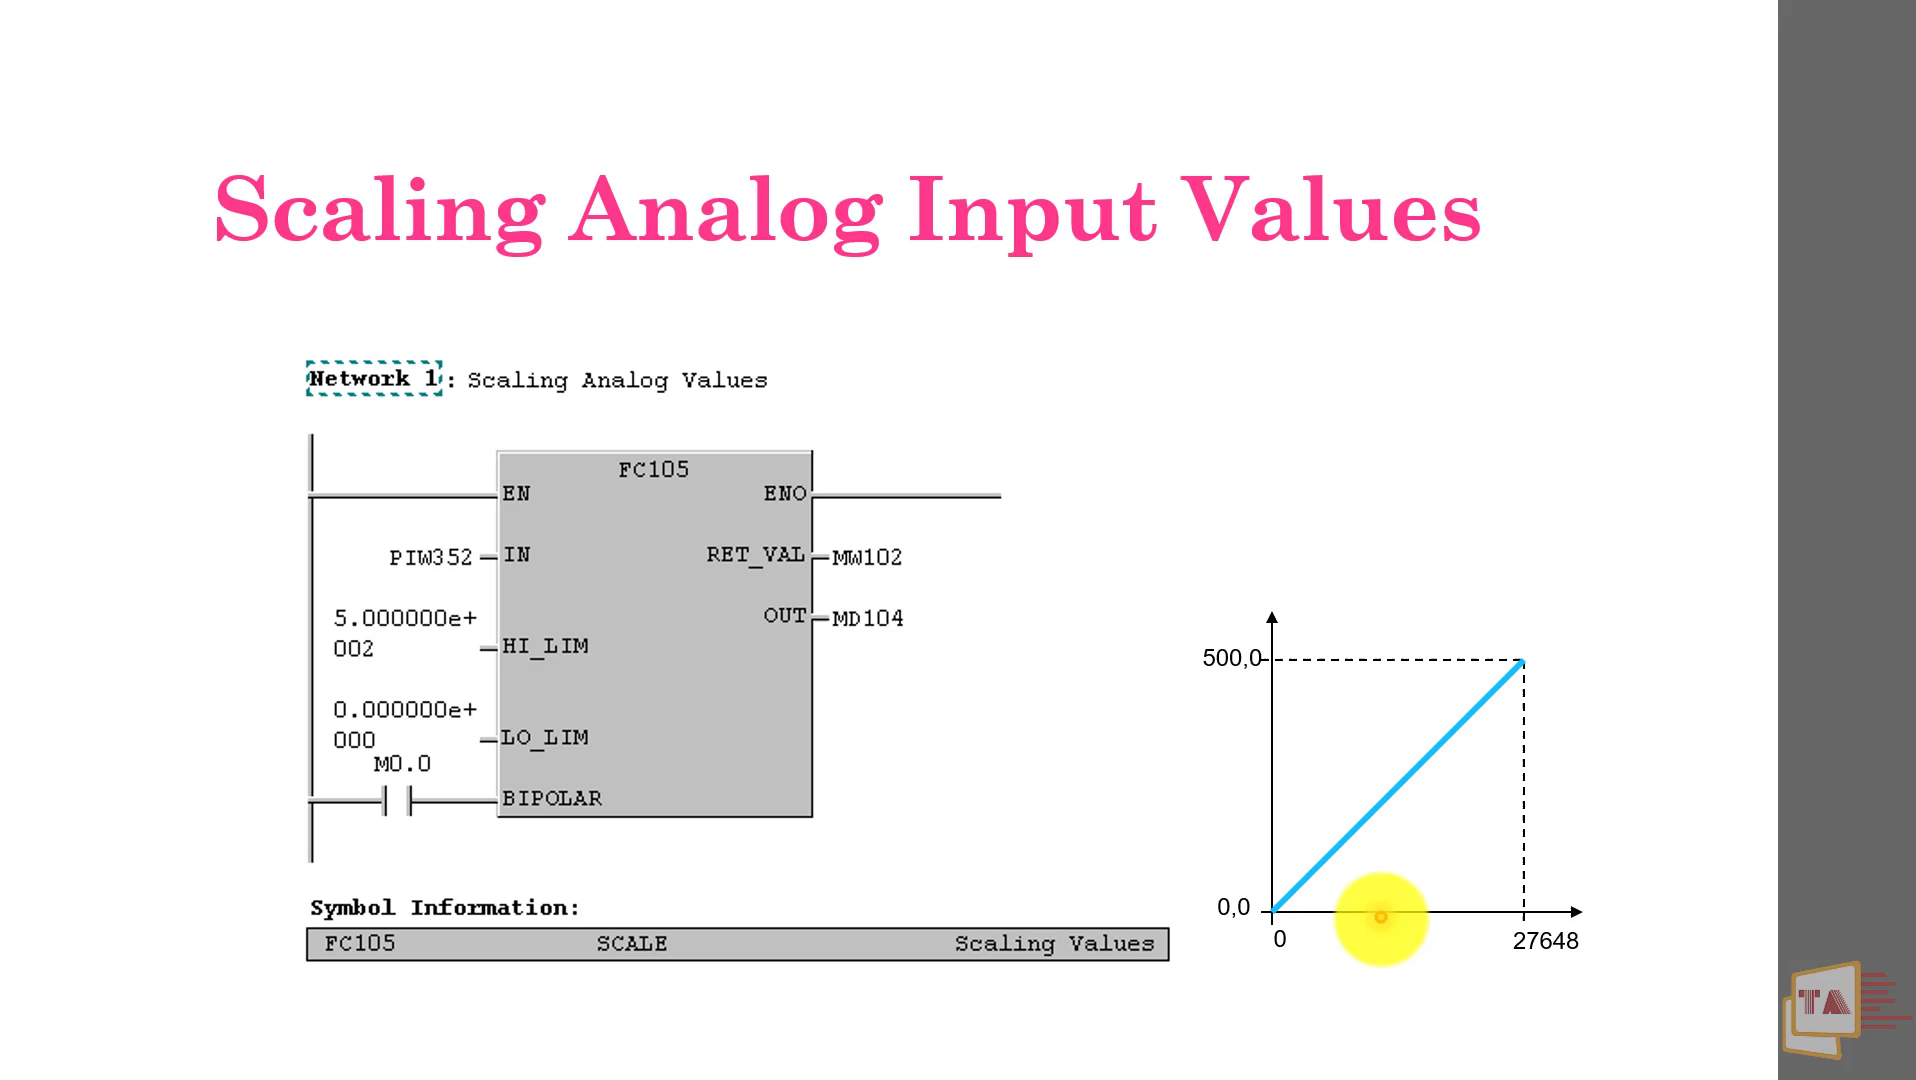 Scaling Analog Input Values
Network 1: Scaling Analog Values
FC105
EN
ENO
PIW352
IN
RET_VAL
MW102
5.000000e+
002
HI_LIM
OUT
MD104
0.000000e+
000
LO_LIM
M0.0
BIPOLAR
500,0
0,0
0
27648
Symbol Information:
FC105 SCALE Scaling Values
TA